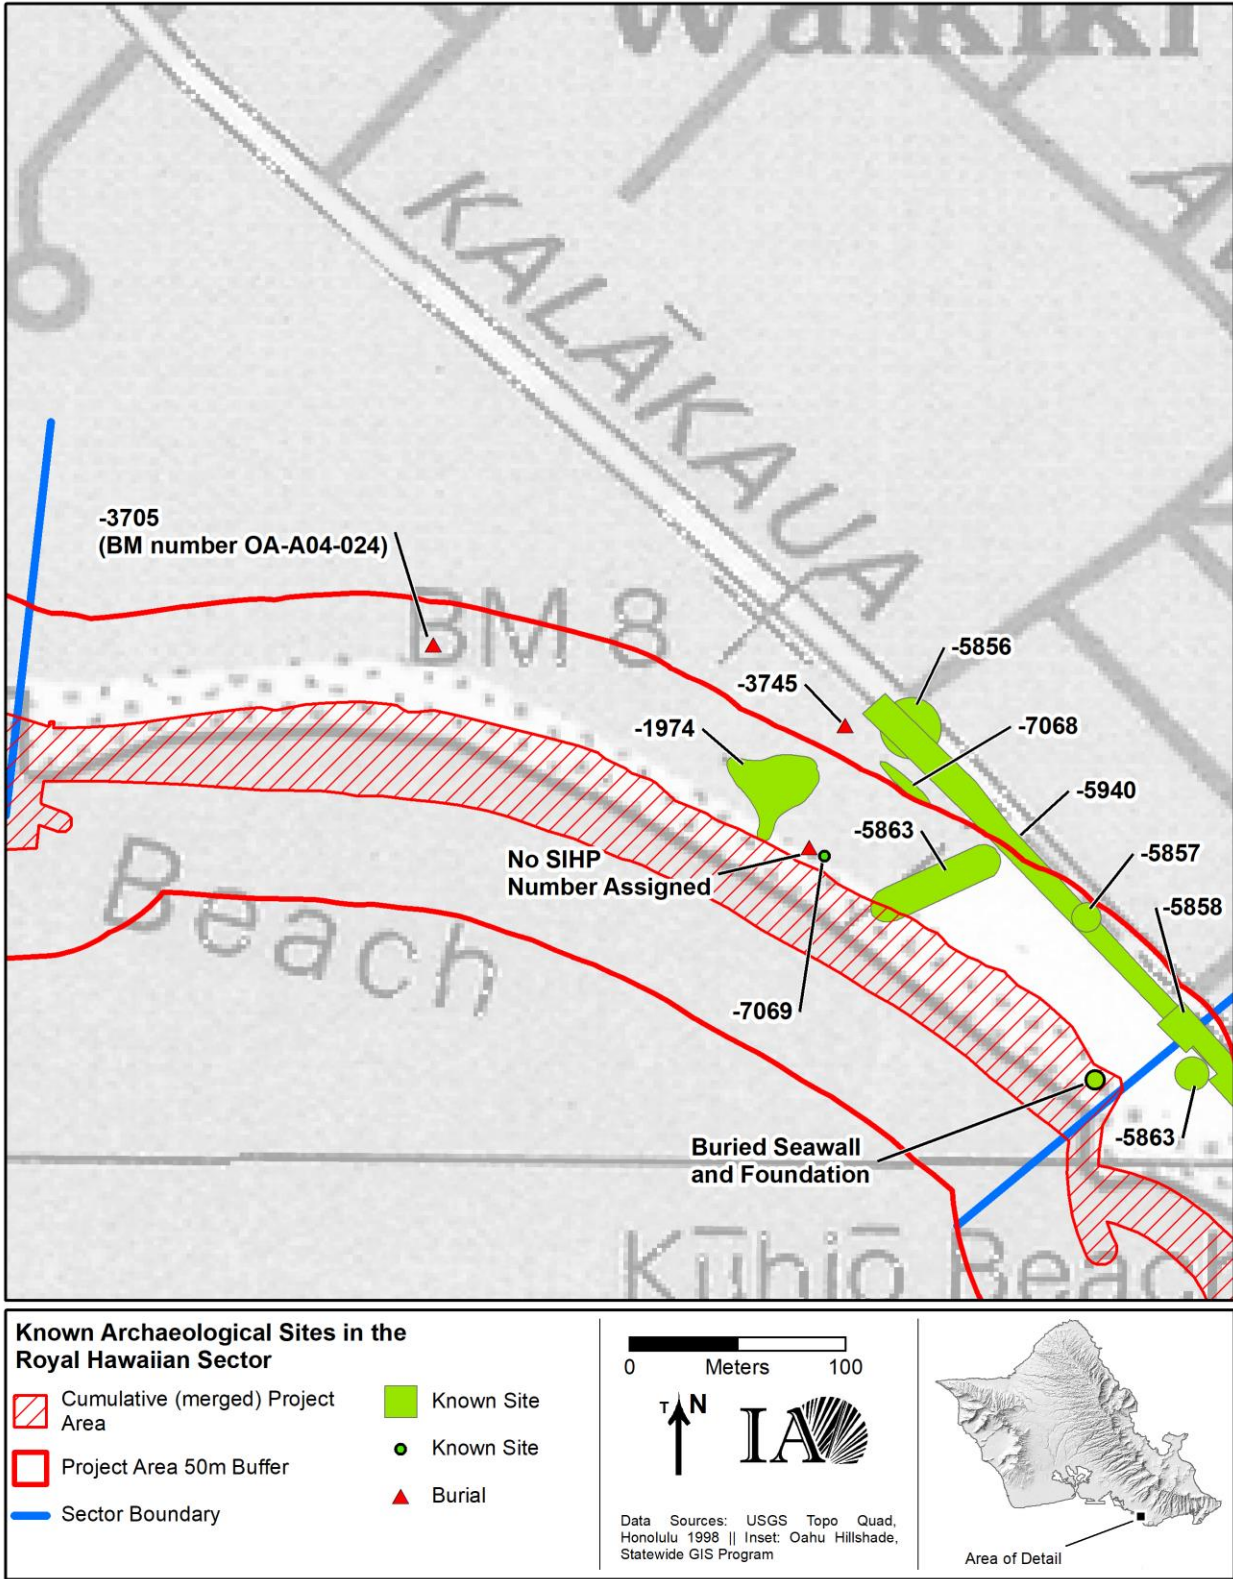 Waikiki
KALĀKAUA
-3705
(BM number OA-A04-024)
BM 8
-5856
-3745
-7068
-1974
-5940
-5863
-5857
No SIHP
Number Assigned
-5858
Beach
-7069
-5863
Buried Seawall
and Foundation
Kūhiō Beach
Known Archaeological Sites in the
Royal Hawaiian Sector
Cumulative (merged) Project
Area
Project Area 50m Buffer
Sector Boundary
Known Site
Known Site
Burial
0 Meters 100
T N
IA
Data Sources: USGS Topo Quad,
Honolulu 1998 || Inset: Oahu Hillshade,
Statewide GIS Program
Area of Detail